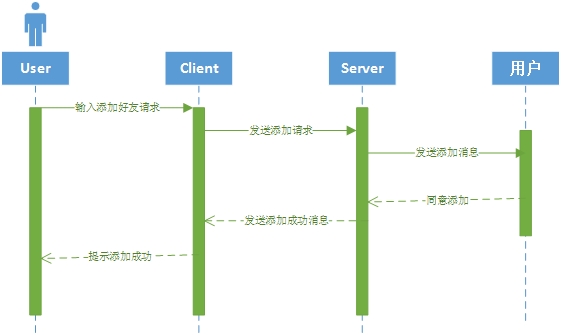 User
Client
Server
用户
输入添加好友请求
发送添加请求
发送添加消息
同意添加
发送添加成功消息
提示添加成功